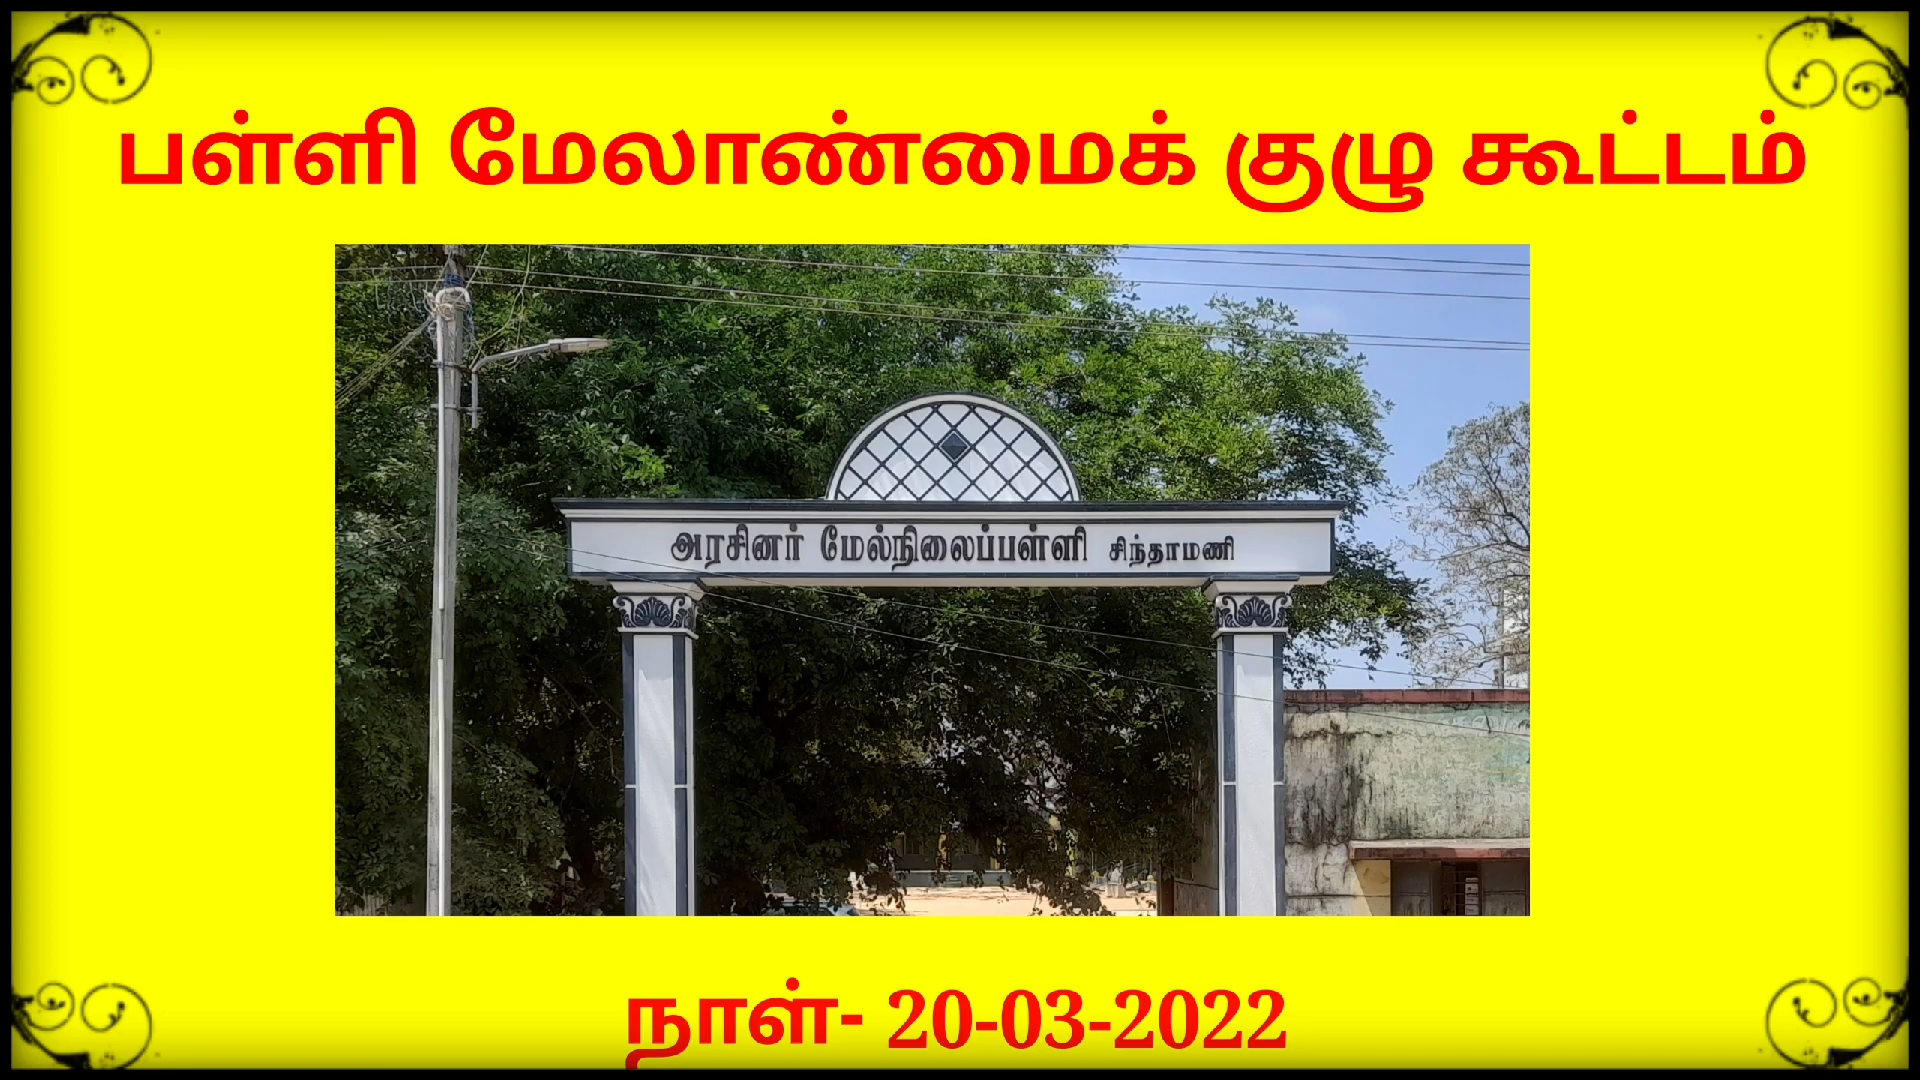 பள்ளி மேலாண்மைக் குழு கூட்டம்
அரசினர் மேல்நிலைப்பள்ளி சிந்தாமணி
நாள்- 20-03-2022